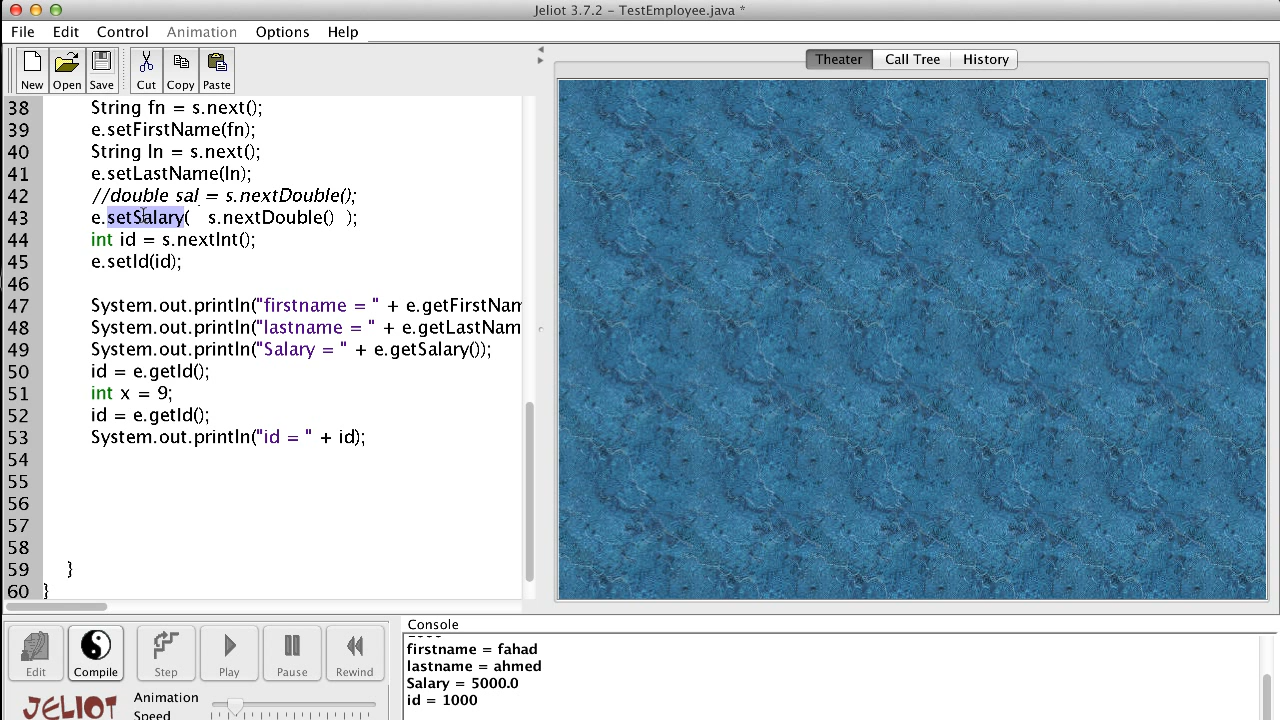 Jeliot 3.7.2 – TestEmployee.java *
File Edit Control Animation Options Help
New Open Save Cut Copy Paste
Theater Call Tree History
38 String fn = s.next();
39 e.setFirstName(fn);
40 String ln = s.next();
41 e.setLastName(ln);
42 //double sal = s.nextDouble();
43 e.setSalary( s.nextDouble() );
44 int id = s.nextInt();
45 e.setId(id);
46
47 System.out.println("firstname = " + e.getFirstNam
48 System.out.println("lastname = " + e.getLastNam
49 System.out.println("Salary = " + e.getSalary());
50 id = e.getId();
51 int x = 9;
52 id = e.getId();
53 System.out.println("id = " + id);
54
55
56
57
58
59 }
60 }
Edit Compile Step Play Pause Rewind
JELIOT
Animation
Speed
Console
firstname = fahad
lastname = ahmed
Salary = 5000.0
id = 1000